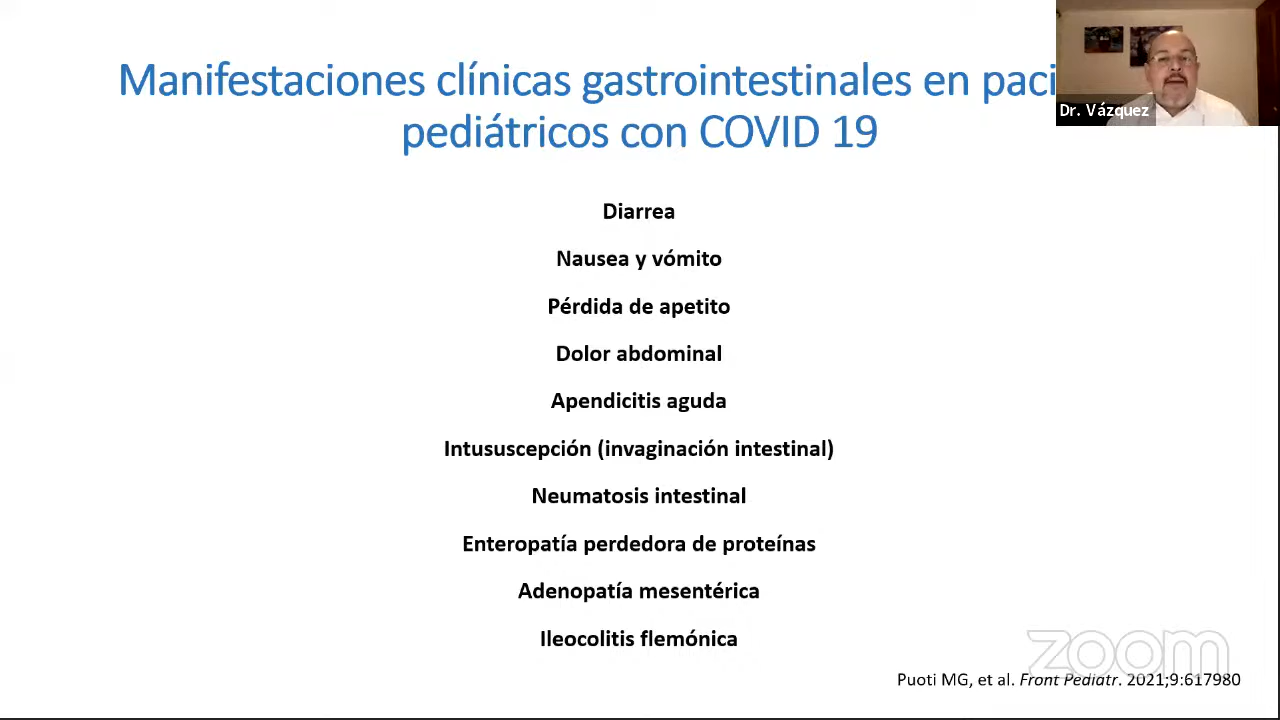 Manifestaciones clínicas gastrointestinales en paci
pediátricos con COVID 19
Dr. Vázquez
Diarrea
Nausea y vómito
Pérdida de apetito
Dolor abdominal
Apendicitis aguda
Intususcepción (invaginación intestinal)
Neumatosis intestinal
Enteropatía perdedora de proteínas
Adenopatía mesentérica
Ileocolitis flemónica
zoom
Puoti MG, et al. Front Pediatr. 2021;9:617980